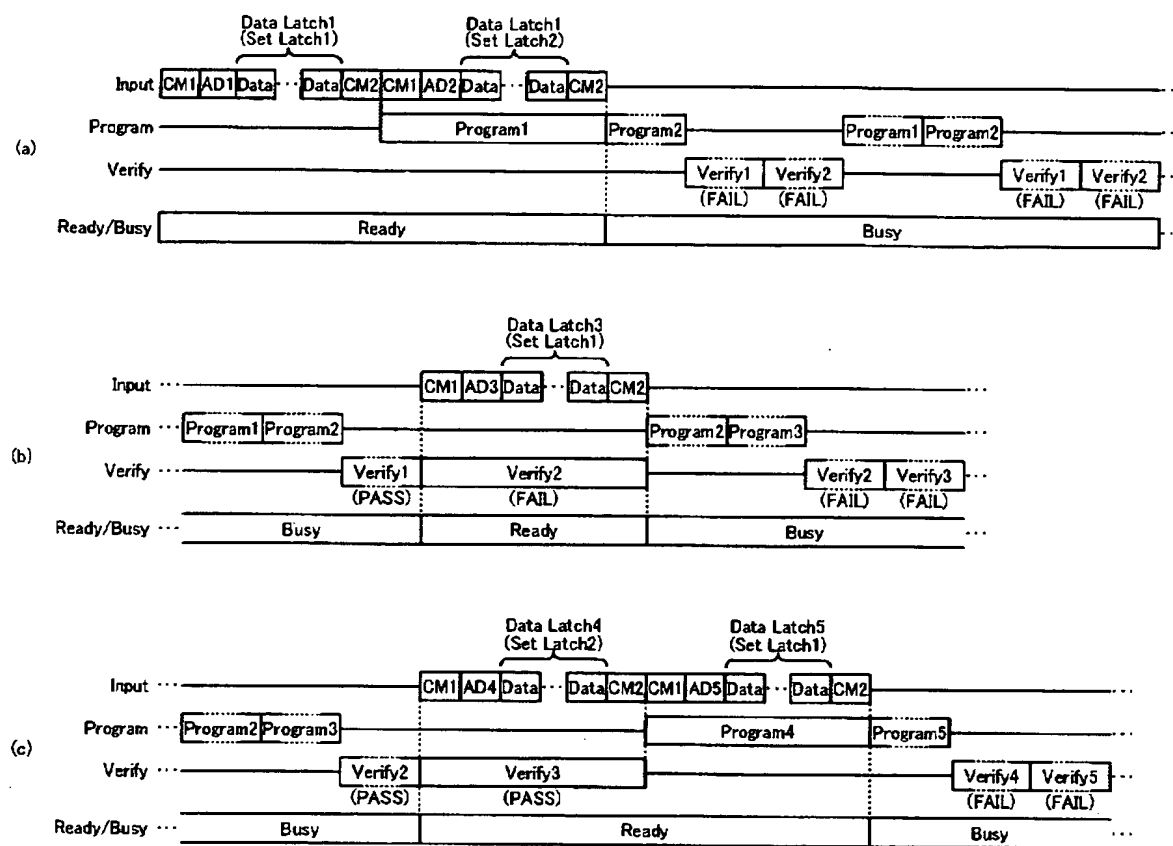 Data Latch1 Data Latch1
(Set Latch1) (Set Latch2)
Input CM1 AD1 Data ··· Data CM2 CM1 AD2 Data ··· Data CM2 ···
Program Program1 Program2 Program1 Program2
(a)
Verify Verify1 Verify2 Verify1 Verify2 ···
(FAIL) (FAIL) (FAIL) (FAIL)
Ready/Busy Ready Busy ···
Data Latch3
(Set Latch1)
Input ··· CM1 AD3 Data ··· Data CM2 ···
Program ··· Program1 Program2 Program2 Program3
(b)
Verify ··· Verify1 Verify2 Verify2 Verify3 ···
(PASS) (FAIL) (FAIL) (FAIL)
Ready/Busy ··· Busy Ready Busy ···
Data Latch4 Data Latch5
(Set Latch2) (Set Latch1)
Input ··· CM1 AD4 Data ··· Data CM2 CM1 AD5 Data ··· Data CM2 ···
Program ··· Program2 Program3 Program4 Program5
(c)
Verify ··· Verify2 Verify3 Verify4 Verify5 ···
(PASS) (PASS) (FAIL) (FAIL)
Ready/Busy ··· Busy Ready Busy ···